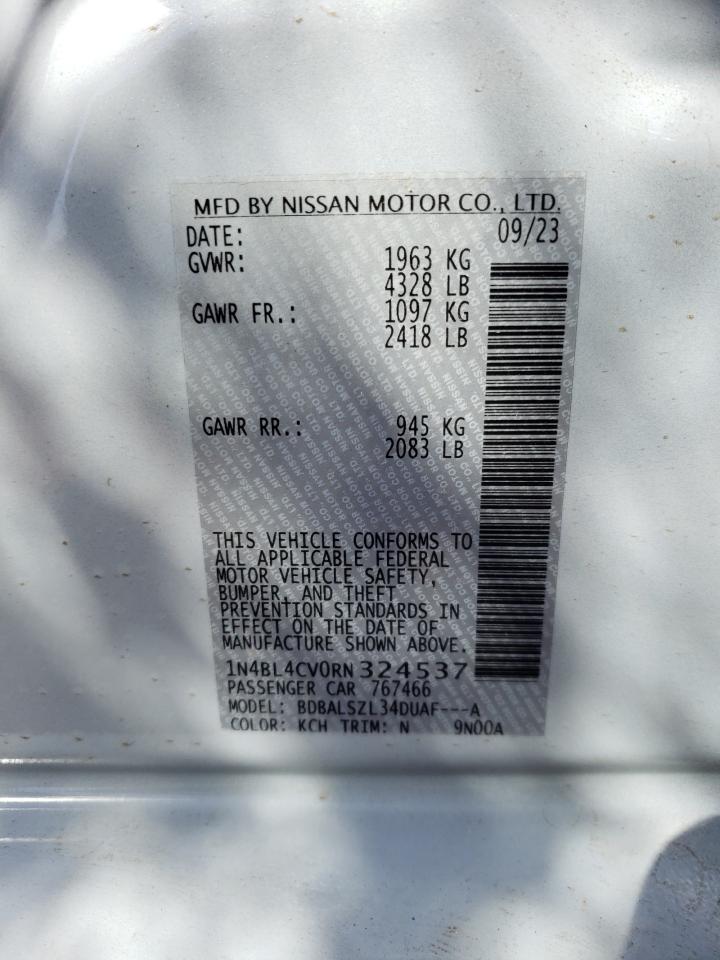 MFD BY NISSAN MOTOR CO., LTD.
DATE: 09/23
GVWR: 1963 KG
4328 LB
GAWR FR.: 1097 KG
2418 LB
GAWR RR.: 945 KG
2083 LB
THIS VEHICLE CONFORMS TO
ALL APPLICABLE FEDERAL
MOTOR VEHICLE SAFETY,
BUMPER, AND THEFT
PREVENTION STANDARDS IN
EFFECT ON THE DATE OF
MANUFACTURE SHOWN ABOVE.
1N4BL4CV0RN324537
PASSENGER CAR 767466
MODEL: BDBALSZL34DUAF---A
COLOR: KCH TRIM: N 9N00A